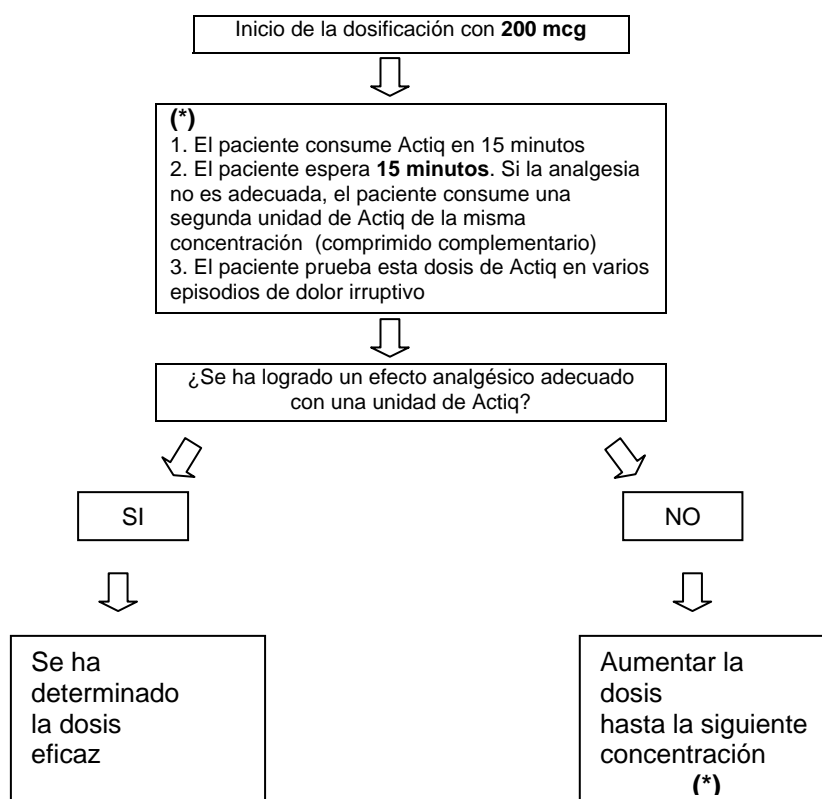 Inicio de la dosificación con 200 mcg
(*)
1. El paciente consume Actiq en 15 minutos
2. El paciente espera 15 minutos. Si la analgesia
no es adecuada, el paciente consume una
segunda unidad de Actiq de la misma
concentración (comprimido complementario)
3. El paciente prueba esta dosis de Actiq en varios
episodios de dolor irruptivo
¿Se ha logrado un efecto analgésico adecuado
con una unidad de Actiq?
SI
NO
Se ha
determinado
la dosis
eficaz
Aumentar la
dosis
hasta la siguiente
concentración
(*)